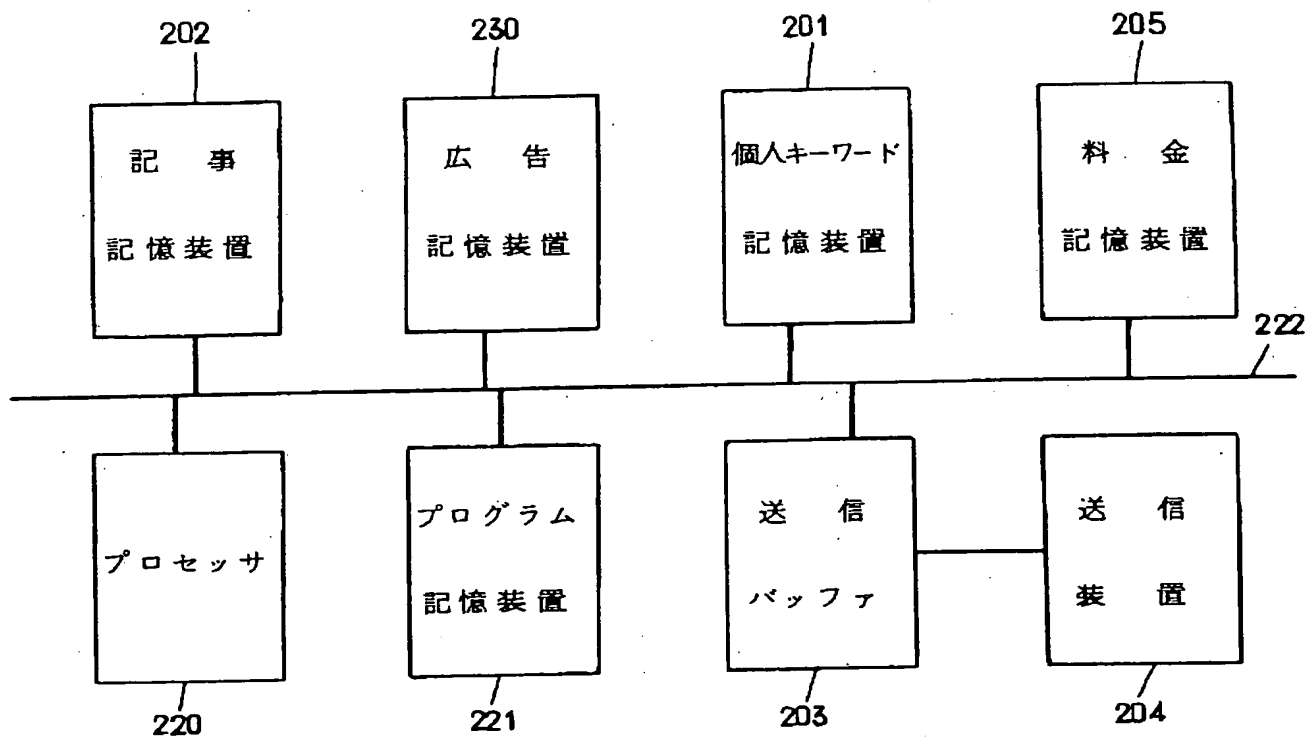 202 230 201 205
記事
記憶装置
広告
記憶装置
個人キーワード
記憶装置
料金
記憶装置
222
プロセッサ
プログラム
記憶装置
送信
バッファ
送信
装置
220 221 203 204